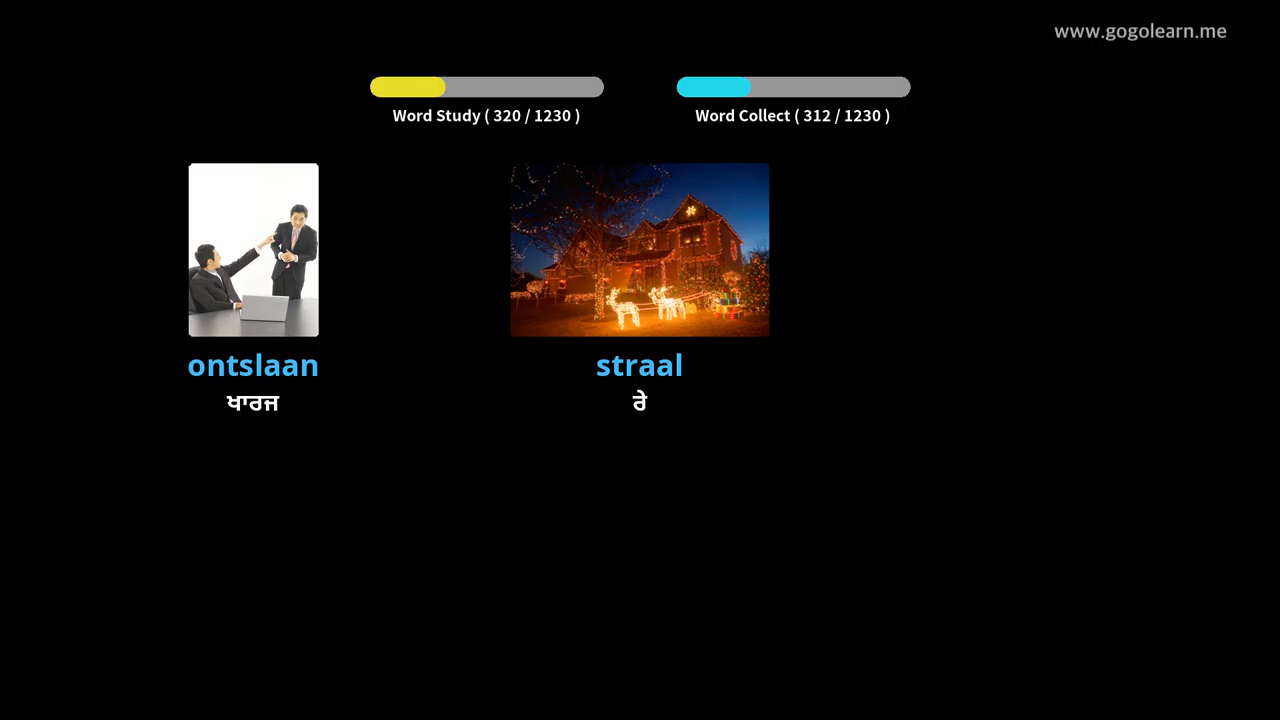 www.gogolearn.me
Word Study ( 320 / 1230 )
Word Collect ( 312 / 1230 )
ontslaan
ਖਾਰਜ
straal
ਰੇ